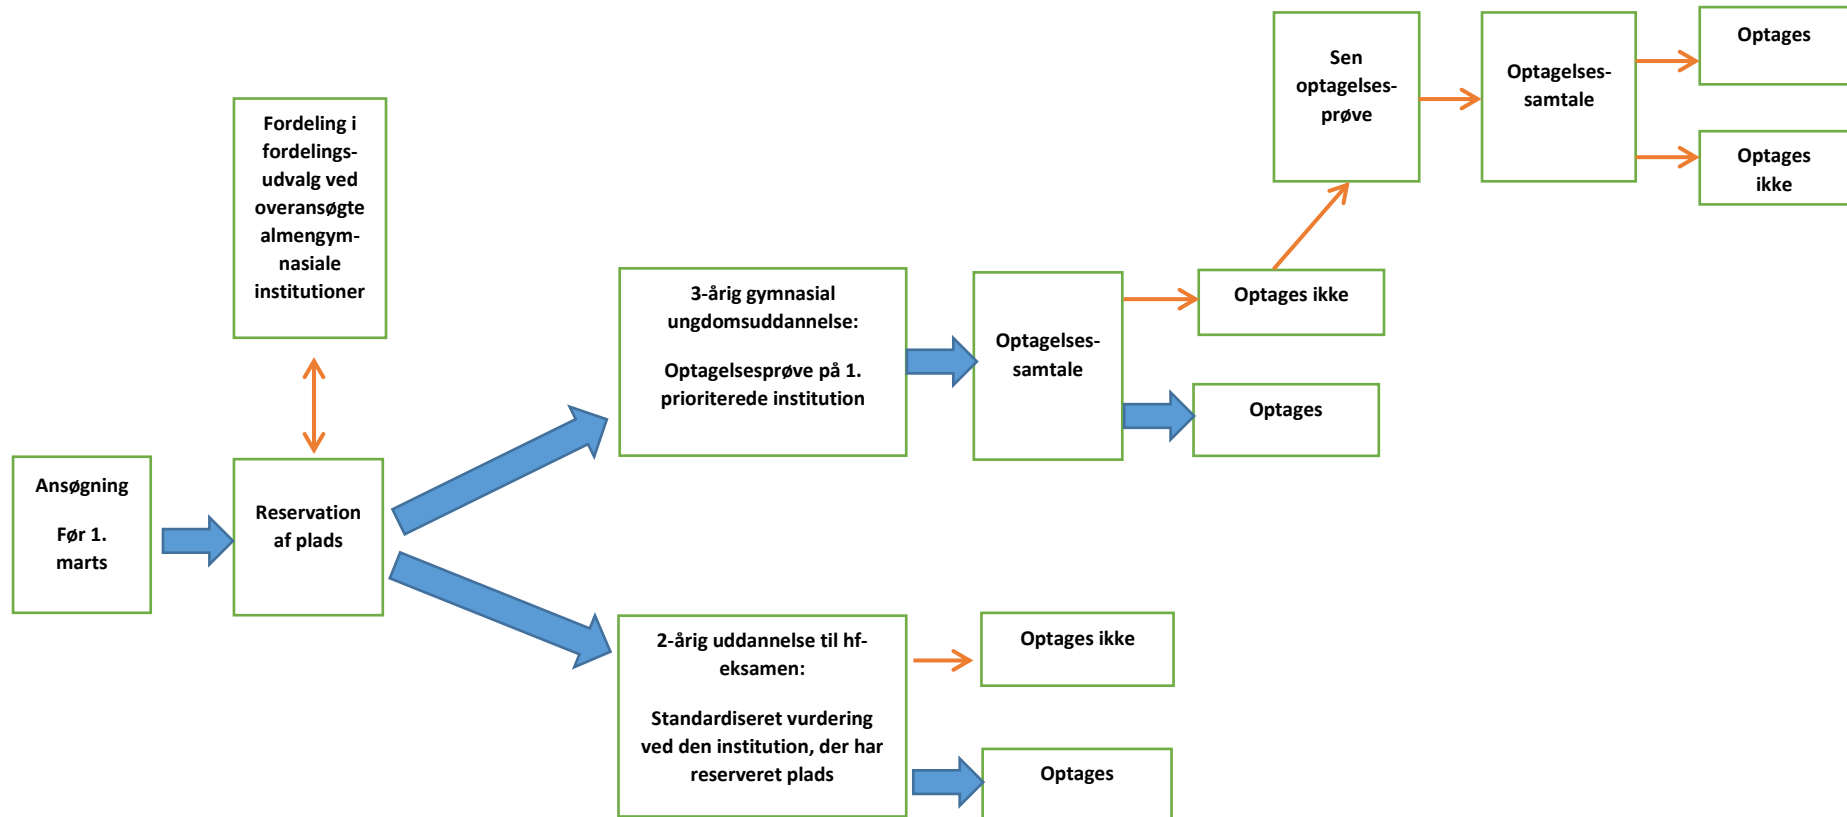 Ansøgning
Før 1.
marts
Reservation
af plads
Fordeling i
fordelings-
udvalg ved
overansøgte
almengym-
nasiale
institutioner
3-årig gymnasial
ungdomsuddannelse:
Optagelsesprøve på 1.
prioriterede institution
Optagelses-
samtale
Optages ikke
Optages
Sen
optagelses-
prøve
Optagelses-
samtale
Optages
Optages
ikke
2-årig uddannelse til hf-
eksamen:
Standardiseret vurdering
ved den institution, der har
reserveret plads
Optages ikke
Optages